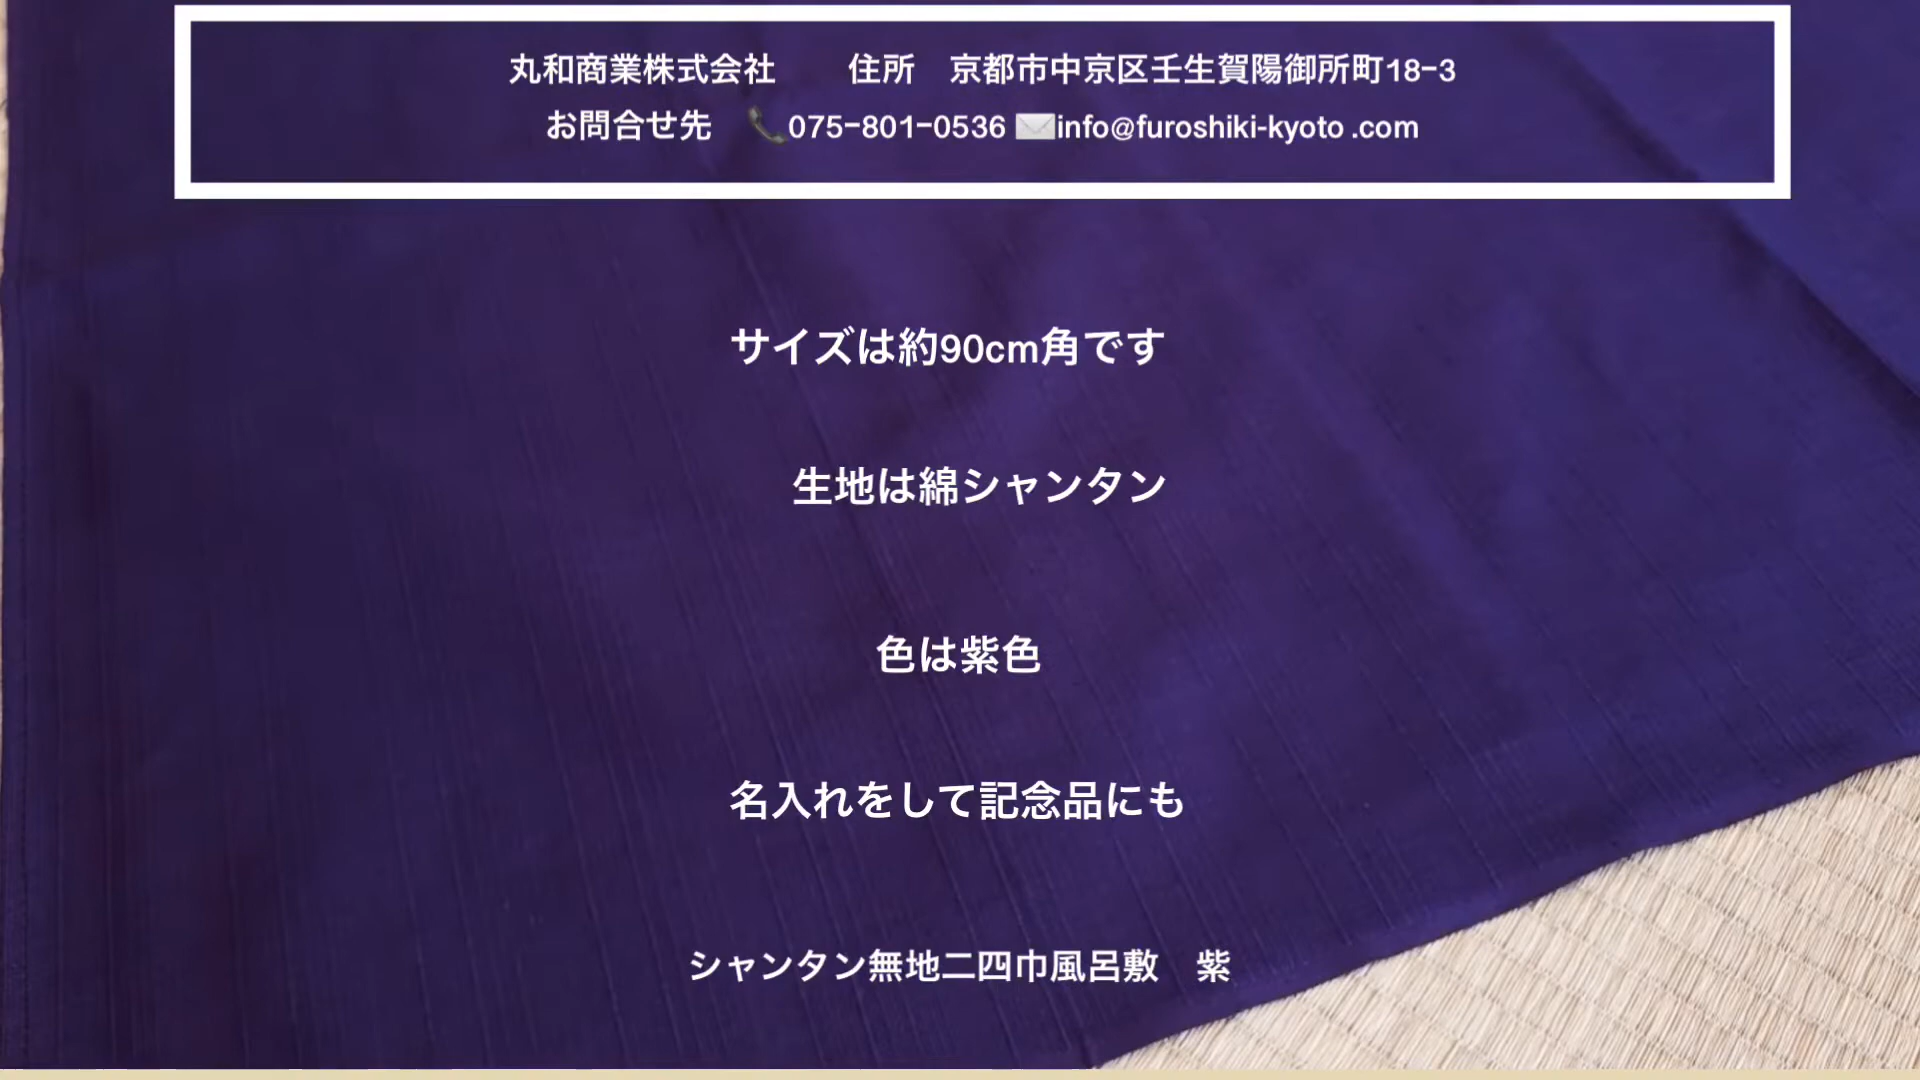 丸和商業株式会社　　住所　京都市中京区壬生賀陽御所町18-3
お問合せ先　📞075-801-0536 ✉️info@furoshiki-kyoto .com
サイズは約90cm角です
生地は綿シャンタン
色は紫色
名入れをして記念品にも
シャンタン無地二四巾風呂敷　紫